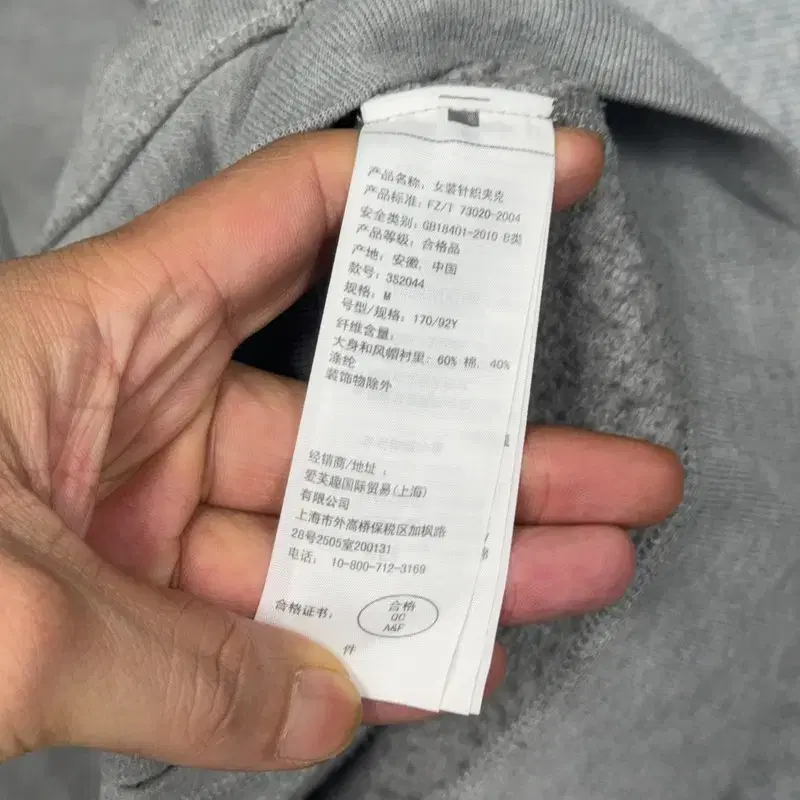 产品名称: 女装针织夹克
产品标准: FZ/T 73020-2004
安全类别: GB18401-2010 B类
产品等级: 合格品
产地: 安徽, 中国
款号: 352044
规格: M
号型/规格: 170/92Y
纤维含量:
大身和风帽衬里: 60% 棉, 40%
涤纶
装饰物除外
经销商/地址:
爱芙趣国际贸易(上海)
有限公司
上海市外高桥保税区加枫路
28号2505室200131
电话: 10-800-712-3169
合格证书:
合格
QC
A&F
件